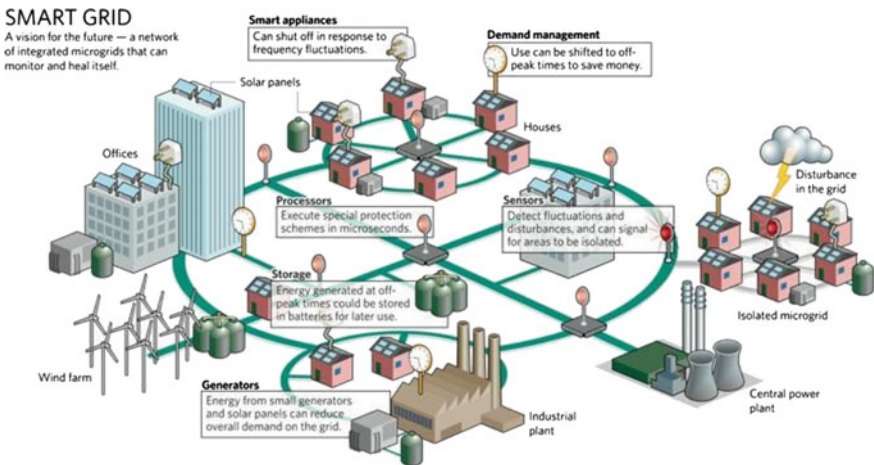 SMART GRID
A vision for the future — a network
of integrated microgrids that can
monitor and heal itself.
Smart appliances
Can shut off in response to
frequency fluctuations.
Demand management
Use can be shifted to off-
peak times to save money.
Solar panels
Houses
Offices
Disturbance
in the grid
Processors
Execute special protection
schemes in microseconds.
Sensors
Detect fluctuations and
disturbances, and can signal
for areas to be isolated.
Storage
Energy generated at off-
peak times could be stored
in batteries for later use.
Isolated microgrid
Wind farm
Generators
Energy from small generators
and solar panels can reduce
overall demand on the grid.
Industrial
plant
Central power
plant